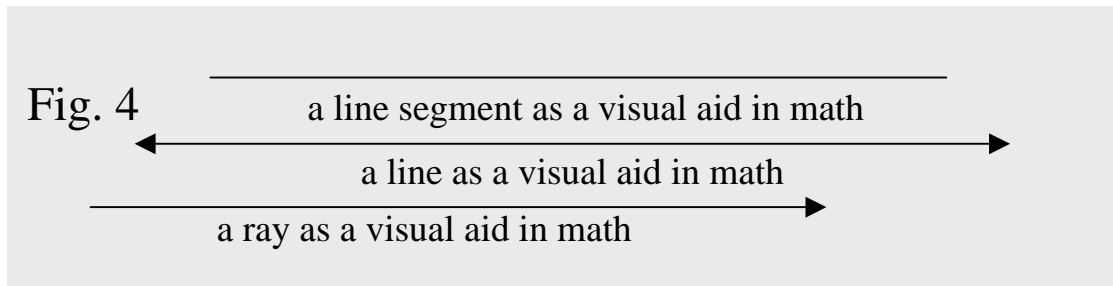 Fig. 4
a line segment as a visual aid in math
a line as a visual aid in math
a ray as a visual aid in math